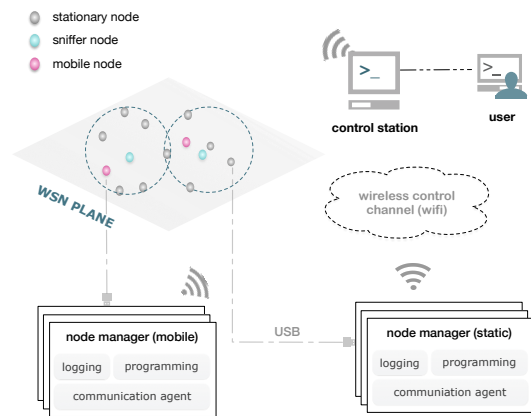 stationary node
sniffer node
mobile node
>_
>_
control station
user
WSN PLANE
wireless control
channel (wifi)
USB
node manager (mobile)
logging
programming
communication agent
node manager (static)
logging
programming
communiation agent